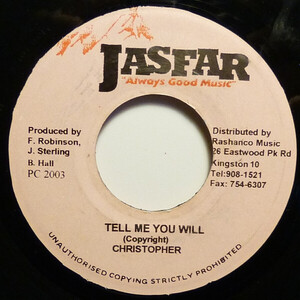 JASFAR
"Always Good Music"
Produced by
F. Robinson,
J. Sterling
B. Hall
PC 2003
Distributed by
Rashanco Music
26 Eastwood Pk Rd
Kingston 10
Tel: 908-1521
Fax: 754-6307
TELL ME YOU WILL
(Copyright)
CHRISTOPHER
UNAUTHORISED COPYING STRICTLY PROHIBITED